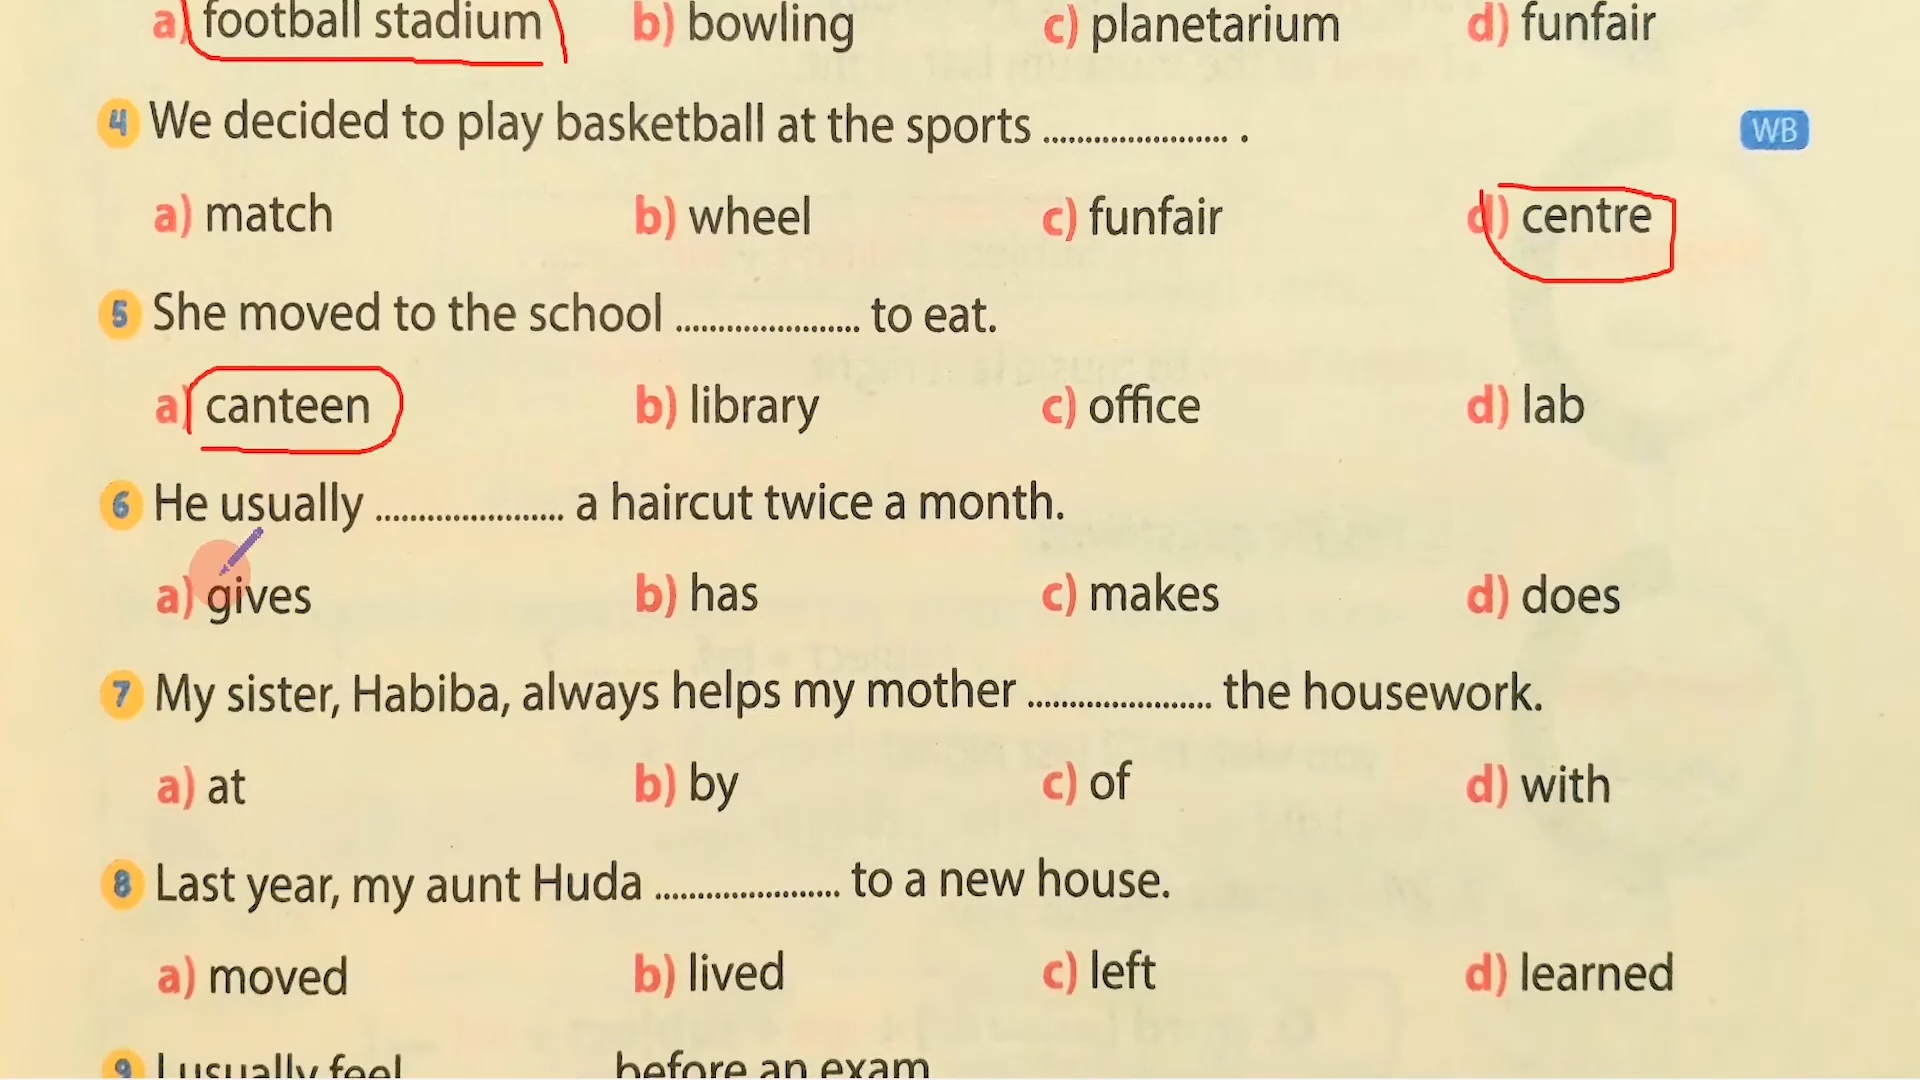 a) football stadium b) bowling c) planetarium d) funfair
4 We decided to play basketball at the sports ...................... . WB
a) match b) wheel c) funfair d) centre
5 She moved to the school ...................... to eat.
a) canteen b) library c) office d) lab
6 He usually ...................... a haircut twice a month.
a) gives b) has c) makes d) does
7 My sister, Habiba, always helps my mother ...................... the housework.
a) at b) by c) of d) with
8 Last year, my aunt Huda ...................... to a new house.
a) moved b) lived c) left d) learned
9 I usually feel before an exam